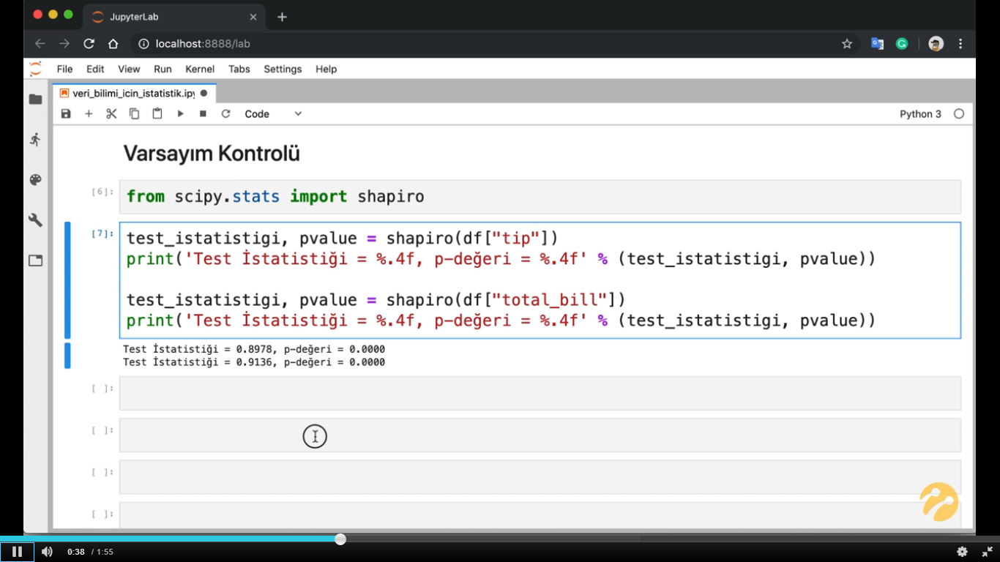 JupyterLab
localhost:8888/lab
File Edit View Run Kernel Tabs Settings Help
veri_bilimi_icin_istatistik.ipy
Code Python 3
Varsayım Kontrolü
[6]: from scipy.stats import shapiro
[7]: test_istatistigi, pvalue = shapiro(df["tip"])
print('Test İstatistiği = %.4f, p-değeri = %.4f' % (test_istatistigi, pvalue))
test_istatistigi, pvalue = shapiro(df["total_bill"])
print('Test İstatistiği = %.4f, p-değeri = %.4f' % (test_istatistigi, pvalue))
Test İstatistiği = 0.8978, p-değeri = 0.0000
Test İstatistiği = 0.9136, p-değeri = 0.0000
[ ]:
[ ]:
[ ]:
[ ]:
0:38 / 1:55